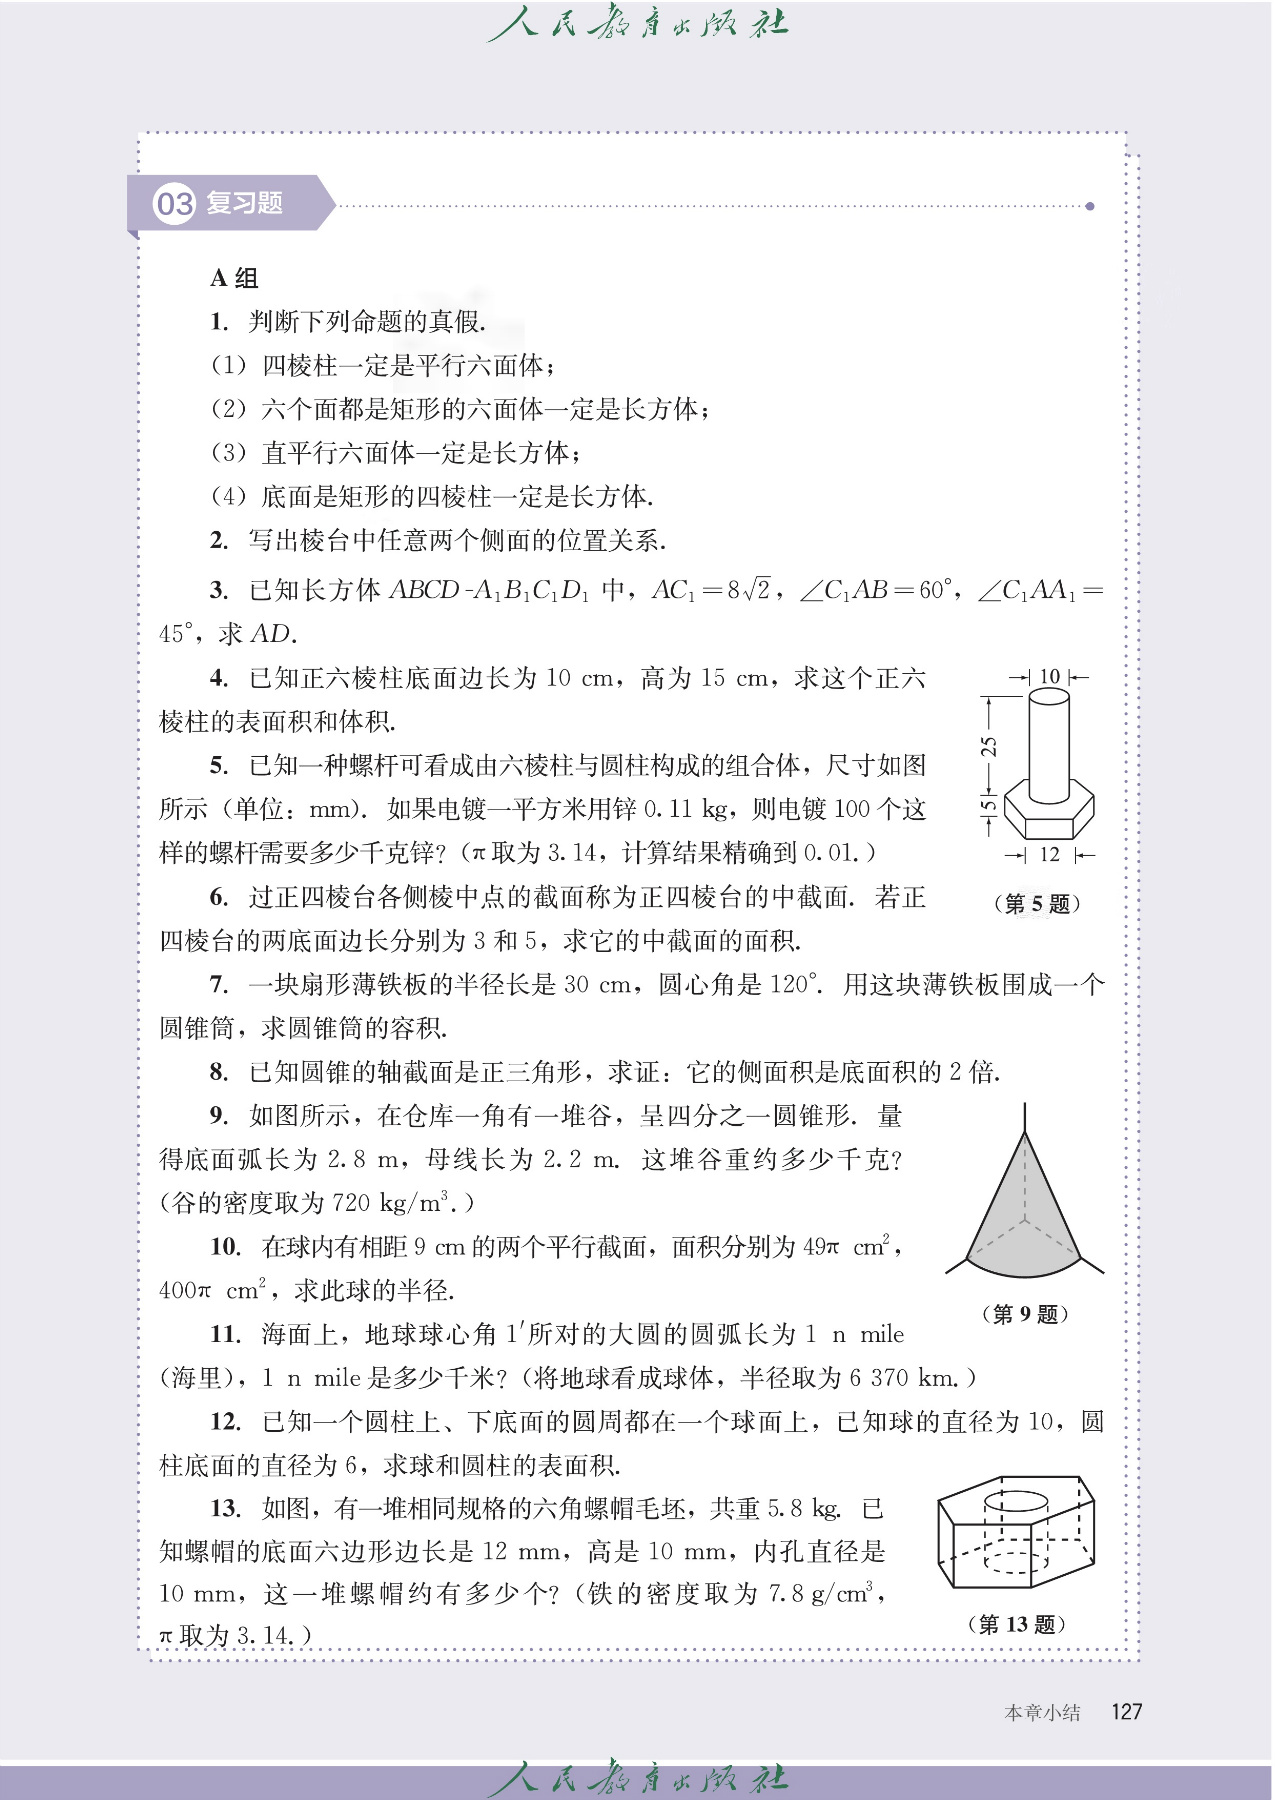 人民教育出版社
03 复习题
A 组
1. 判断下列命题的真假.
(1) 四棱柱一定是平行六面体；
(2) 六个面都是矩形的六面体一定是长方体；
(3) 直平行六面体一定是长方体；
(4) 底面是矩形的四棱柱一定是长方体.
2. 写出棱台中任意两个侧面的位置关系.
3. 已知长方体 ABCD-A₁B₁C₁D₁ 中，AC₁＝8√2，∠C₁AB＝60°，∠C₁AA₁＝
45°，求 AD.
4. 已知正六棱柱底面边长为 10 cm，高为 15 cm，求这个正六
棱柱的表面积和体积.
5. 已知一种螺杆可看成由六棱柱与圆柱构成的组合体，尺寸如图
所示（单位：mm）. 如果电镀一平方米用锌 0.11 kg，则电镀 100 个这
样的螺杆需要多少千克锌？（π取为 3.14，计算结果精确到 0.01.）
10
25
5
12
（第 5 题）
6. 过正四棱台各侧棱中点的截面称为正四棱台的中截面. 若正
四棱台的两底面边长分别为 3 和 5，求它的中截面的面积.
7. 一块扇形薄铁板的半径长是 30 cm，圆心角是 120°. 用这块薄铁板围成一个
圆锥筒，求圆锥筒的容积.
8. 已知圆锥的轴截面是正三角形，求证：它的侧面积是底面积的 2 倍.
9. 如图所示，在仓库一角有一堆谷，呈四分之一圆锥形. 量
得底面弧长为 2.8 m，母线长为 2.2 m. 这堆谷重约多少千克？
（谷的密度取为 720 kg/m³.）
10. 在球内有相距 9 cm 的两个平行截面，面积分别为 49π cm²，
400π cm²，求此球的半径.
（第 9 题）
11. 海面上，地球球心角 1′所对的大圆的圆弧长为 1 n mile
（海里），1 n mile 是多少千米？（将地球看成球体，半径取为 6 370 km.）
12. 已知一个圆柱上、下底面的圆周都在一个球面上，已知球的直径为 10，圆
柱底面的直径为 6，求球和圆柱的表面积.
13. 如图，有一堆相同规格的六角螺帽毛坯，共重 5.8 kg. 已
知螺帽的底面六边形边长是 12 mm，高是 10 mm，内孔直径是
10 mm，这一堆螺帽约有多少个？（铁的密度取为 7.8 g/cm³，
π取为 3.14.）
（第 13 题）
本章小结 127
人民教育出版社